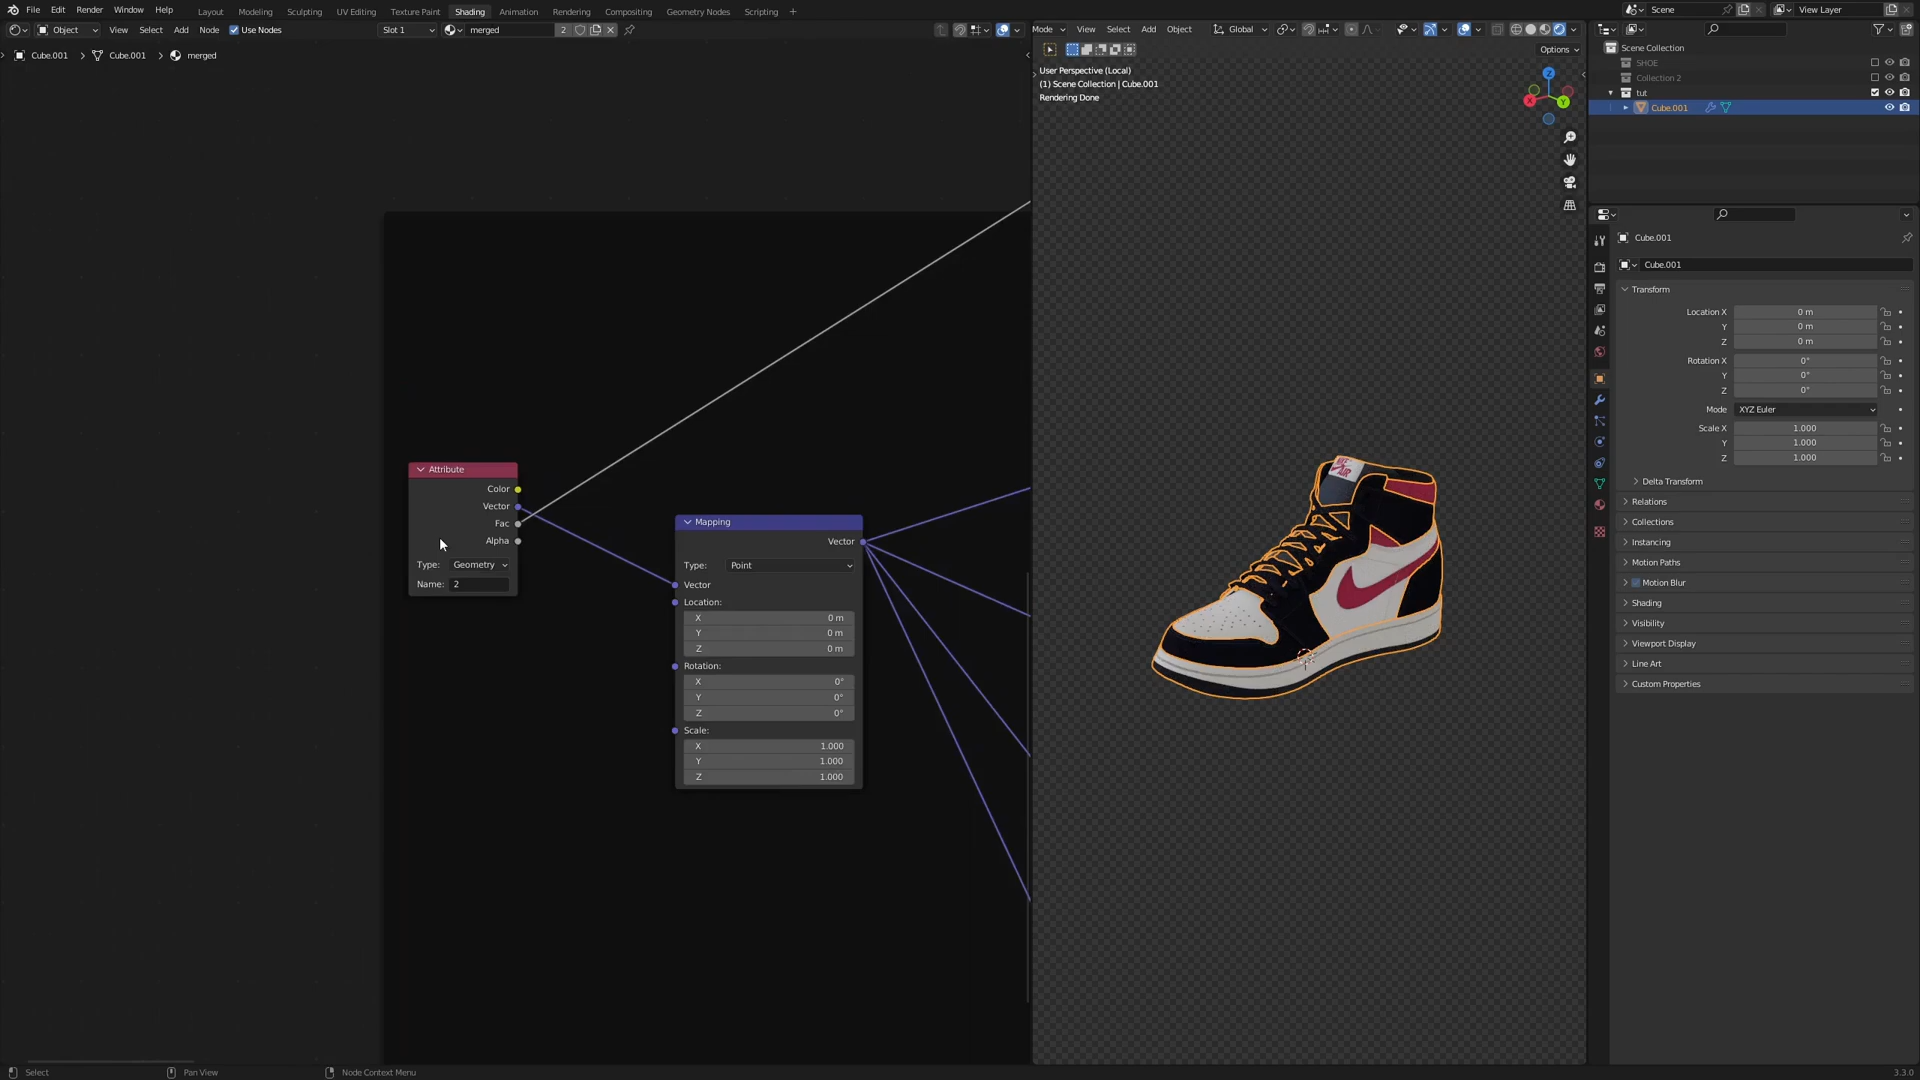 File Edit Render Window Help Layout Modeling Sculpting UV Editing Texture Paint Shading Animation Rendering Compositing Geometry Nodes Scripting + Scene View Layer
Object View Select Add Node Use Nodes Slot 1 merged 2
Mode View Select Add Object Global
Options
Cube.001 > Cube.001 > merged
User Perspective (Local)
(1) Scene Collection | Cube.001
Rendering Done
Z
X
Y
Attribute
Color
Vector
Fac
Alpha
Type: Geometry
Name: 2
Mapping
Vector
Type: Point
Vector
Location:
X 0 m
Y 0 m
Z 0 m
Rotation:
X 0°
Y 0°
Z 0°
Scale:
X 1.000
Y 1.000
Z 1.000
AIR
Scene Collection
SHOE
Collection 2
tut
Cube.001
Cube.001
Cube.001
Transform
Location X 0 m
Y 0 m
Z 0 m
Rotation X 0°
Y 0°
Z 0°
Mode XYZ Euler
Scale X 1.000
Y 1.000
Z 1.000
Delta Transform
Relations
Collections
Instancing
Motion Paths
Motion Blur
Shading
Visibility
Viewport Display
Line Art
Custom Properties
Select Pan View Node Context Menu 3.3.0